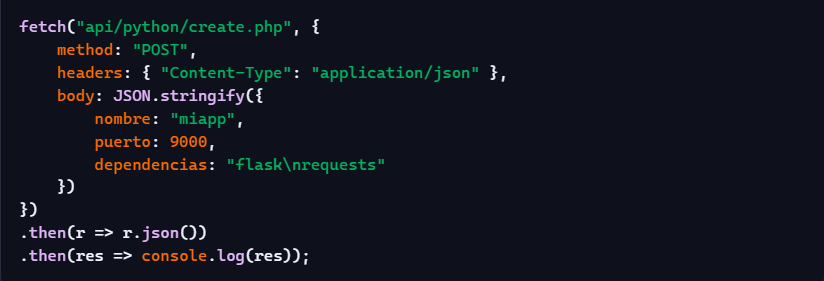 fetch("api/python/create.php", {
    method: "POST",
    headers: { "Content-Type": "application/json" },
    body: JSON.stringify({
        nombre: "miapp",
        puerto: 9000,
        dependencias: "flask\nrequests"
    })
})
.then(r => r.json())
.then(res => console.log(res));